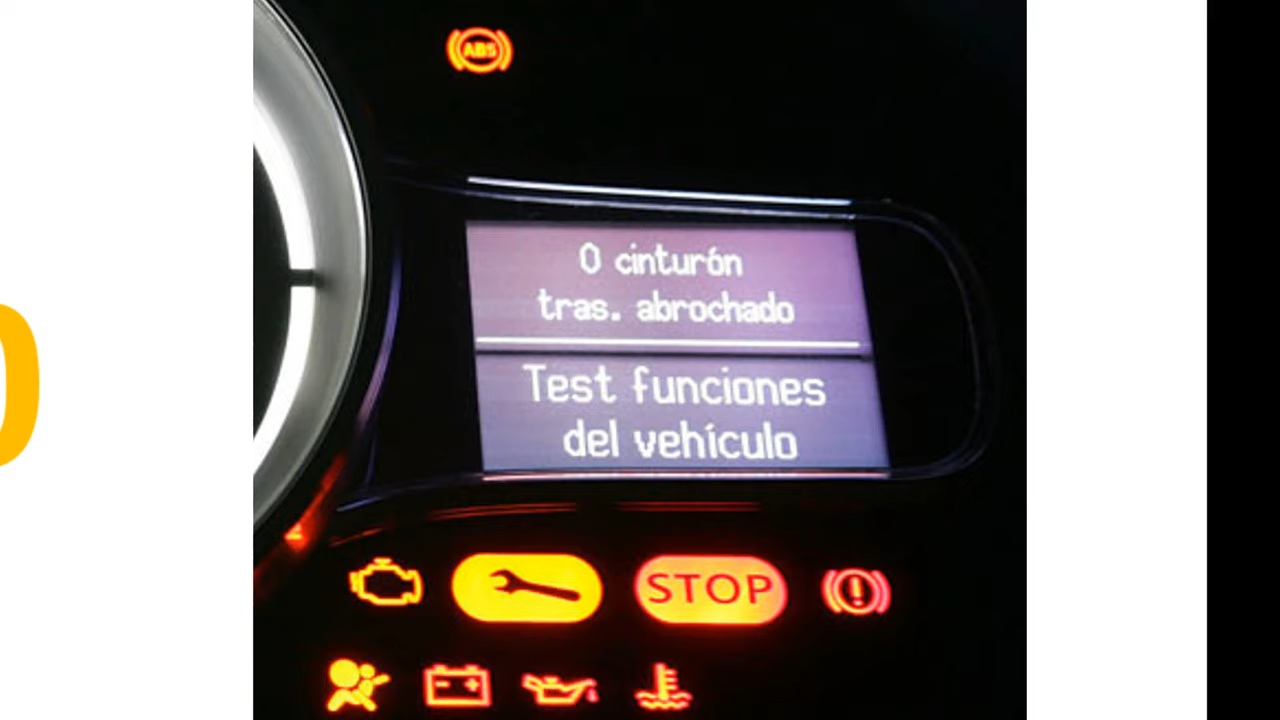 ABS
0 cinturón
tras. abrochado
Test funciones
del vehículo
STOP